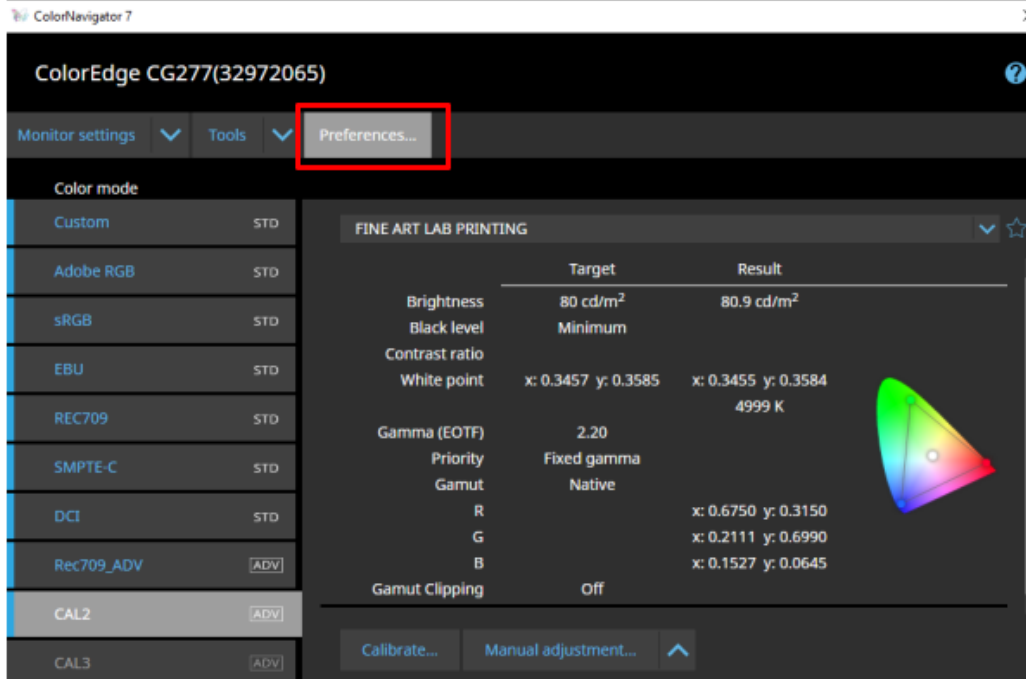 ColorNavigator 7
ColorEdge CG277(32972065)
Monitor settings Tools Preferences...
Color mode
Custom STD
Adobe RGB STD
sRGB STD
EBU STD
REC709 STD
SMPTE-C STD
DCI STD
Rec709_ADV ADV
CAL2 ADV
CAL3 ADV
FINE ART LAB PRINTING
Target Result
Brightness 80 cd/m² 80.9 cd/m²
Black level Minimum
Contrast ratio
White point x: 0.3457 y: 0.3585 x: 0.3455 y: 0.3584
4999 K
Gamma (EOTF) 2.20
Priority Fixed gamma
Gamut Native
R x: 0.6750 y: 0.3150
G x: 0.2111 y: 0.6990
B x: 0.1527 y: 0.0645
Gamut Clipping Off
Calibrate... Manual adjustment...